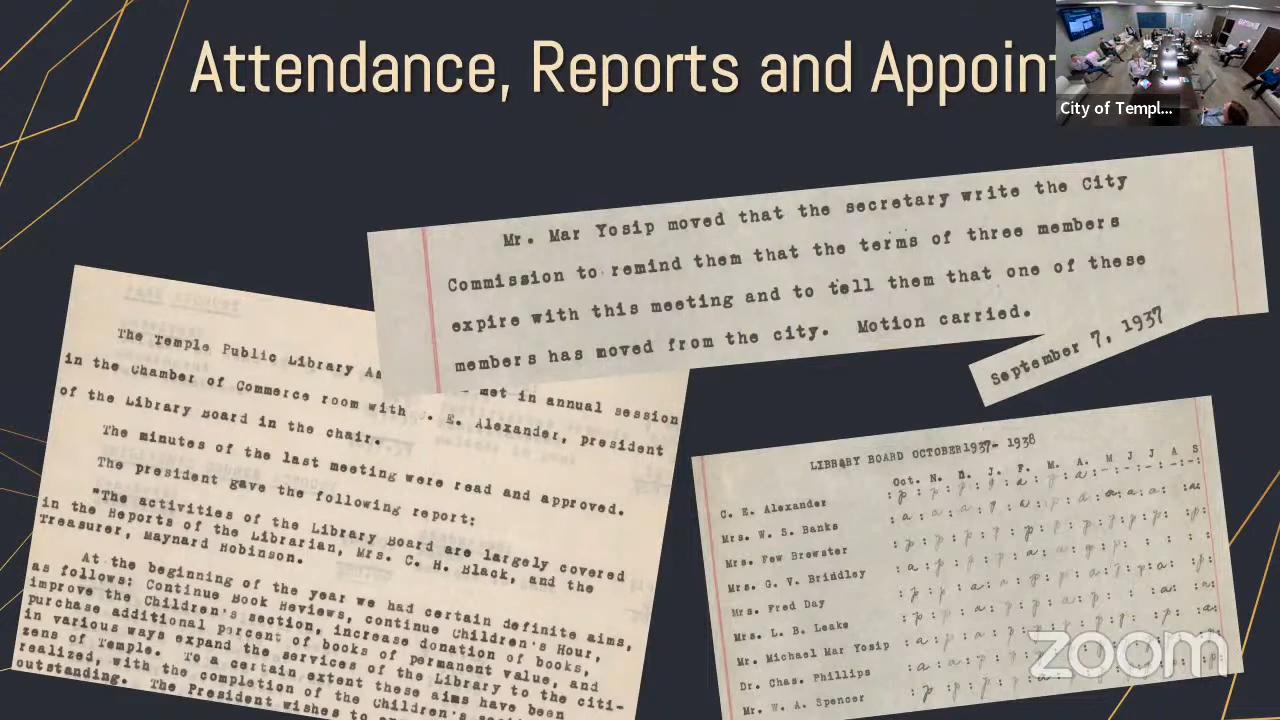 Attendance, Reports and Appoint
City of Templ...
Mr. Mar Yosip moved that the secretary write the City
Commission to remind them that the terms of three members
expire with this meeting and to tell them that one of these
members has moved from the city. Motion carried.
September 7, 1937
The Temple Public Library As
met in annual session
in the Chamber of Commerce room with . E. Alexander, president
of the Library Board in the chair.
The minutes of the last meeting were read and approved.
The president gave the following report:
"The activities of the Library Board are largely covered
in the Reports of the Librarian, Mrs. C. H. Black, and the
Treasurer, Maynard Robinson.
At the beginning of the year we had certain definite aims,
as follows: Continue Book Reviews, continue Children's Hour,
improve the Children's section, increase donation of books,
purchase additional percent of books of permanent value, and
in various ways expand the services of the Library to the citi-
zens of Temple. To a certain extent these aims have been
realized, with the completion of the Children's
outstanding. The President wishes to
LIBRARY BOARD OCTOBER 1937- 1938
Oct. N. D. J. F. M. A. M J J A S
C. E. Alexander
Mrs. W. S. Banks
Mrs. Few Brewster
Mrs. G. V. Brindley
Mrs. Fred Day
Mrs. L. B. Leake
Mr. Michael Mar Yosip
Dr. Chas. Phillips
Mr. W. A. Spencer
zoom